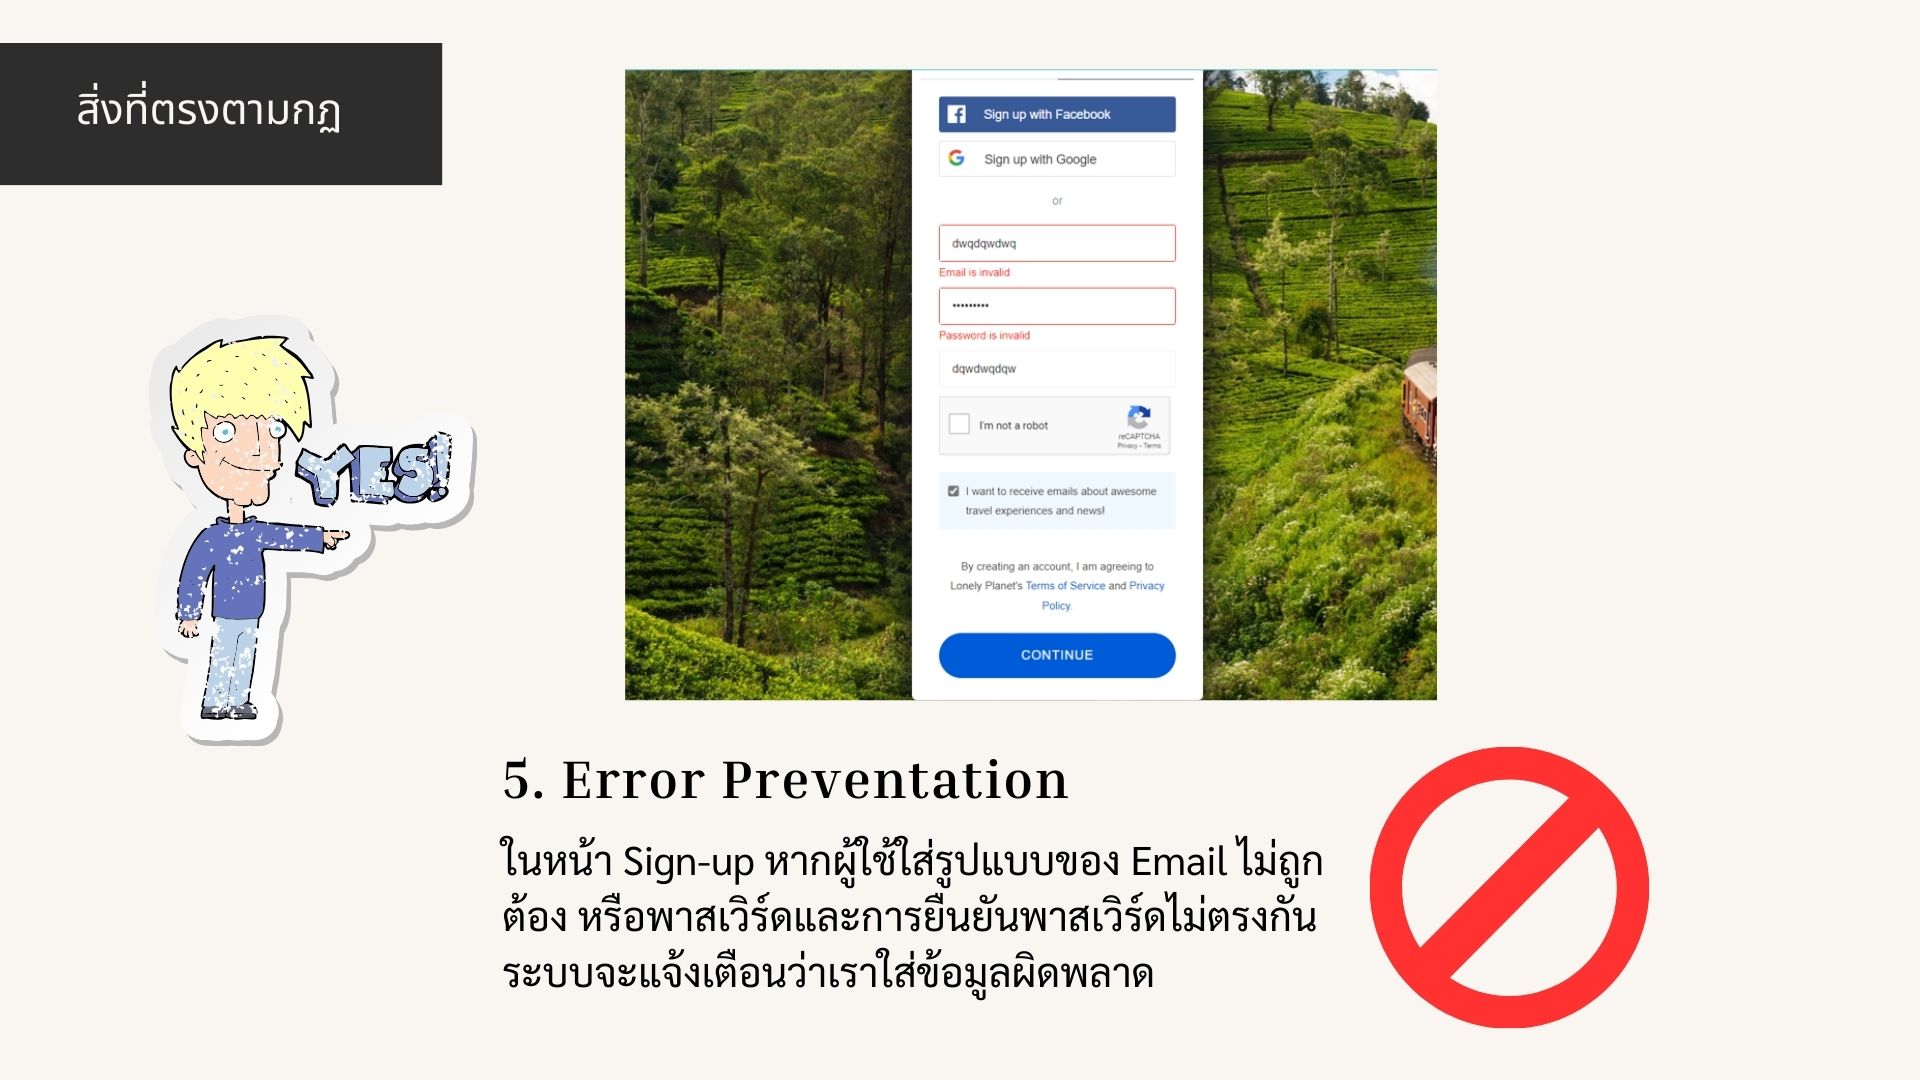 สิ่งที่ตรงตามกฏ
Sign up with Facebook
Sign up with Google
or
dwqdqwdwq
Email is invalid
•••••••••
Password is invalid
dqwdwqdqw
I'm not a robot
reCAPTCHA
Privacy - Terms
I want to receive emails about awesome
travel experiences and news!
By creating an account, I am agreeing to
Lonely Planet's Terms of Service and Privacy
Policy.
CONTINUE
YES!
5. Error Preventation
ในหน้า Sign-up หากผู้ใช้ใส่รูปแบบของ Email ไม่ถูก
ต้อง หรือพาสเวิร์ดและการยืนยันพาสเวิร์ดไม่ตรงกัน
ระบบจะแจ้งเตือนว่าเราใส่ข้อมูลผิดพลาด